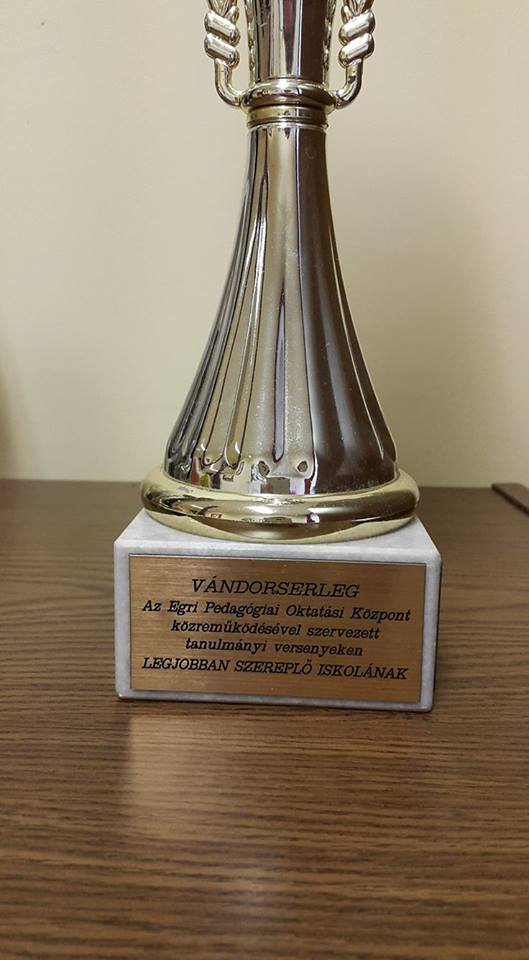 VÁNDORSERLEG
Az Egri Pedagógiai Oktatási Központ
közreműködésével szervezett
tanulmányi versenyeken
LEGJOBBAN SZEREPLŐ ISKOLÁNAK